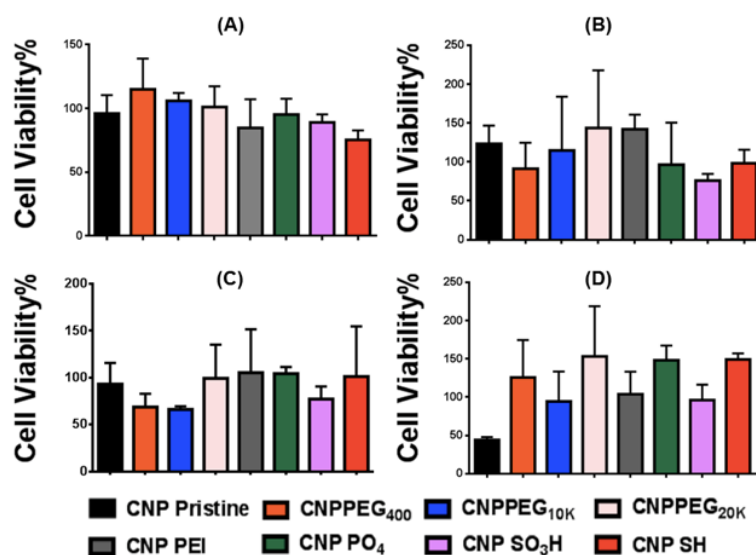 (A)
Cell Viability%
150
100
50
0
(B)
Cell Viability%
250
200
150
100
50
0
(C)
Cell Viability%
200
150
100
50
0
(D)
Cell Viability%
250
200
150
100
50
0
CNP Pristine CNPPEG400 CNPPEG10K CNPPEG20K
CNP PEI CNP PO4 CNP SO3H CNP SH